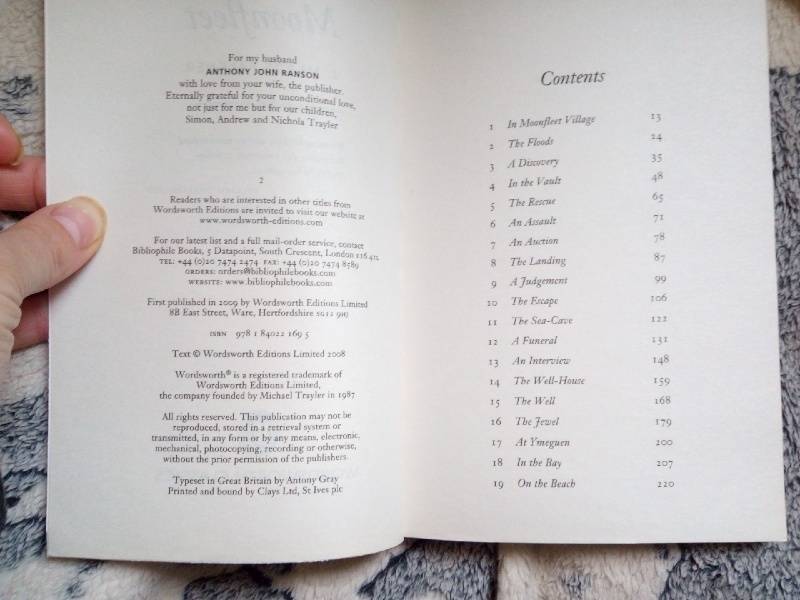 For my husband
ANTHONY JOHN RANSON
with love from your wife, the publisher.
Eternally grateful for your unconditional love,
not just for me but for our children,
Simon, Andrew and Nichola Trayler
2
Readers who are interested in other titles from
Wordsworth Editions are invited to visit our website at
www.wordsworth-editions.com
For our latest list and a full mail-order service, contact
Bibliophile Books, 5 Datapoint, South Crescent, London E16 4TL
TEL: +44 (0)20 7474 2474 FAX: +44 (0)20 7474 8589
ORDERS: orders@bibliophilebooks.com
WEBSITE: www.bibliophilebooks.com
First published in 2009 by Wordsworth Editions Limited
8B East Street, Ware, Hertfordshire SG12 9HJ
ISBN 978 1 84022 169 5
Text © Wordsworth Editions Limited 2008
Wordsworth® is a registered trademark of
Wordsworth Editions Limited,
the company founded by Michael Trayler in 1987
All rights reserved. This publication may not be
reproduced, stored in a retrieval system or
transmitted, in any form or by any means, electronic,
mechanical, photocopying, recording or otherwise,
without the prior permission of the publishers.
Typeset in Great Britain by Antony Gray
Printed and bound by Clays Ltd, St Ives plc
Contents
1 In Moonfleet Village 13
2 The Floods 24
3 A Discovery 35
4 In the Vault 48
5 The Rescue 65
6 An Assault 71
7 An Auction 78
8 The Landing 87
9 A Judgement 99
10 The Escape 106
11 The Sea-Cave 122
12 A Funeral 131
13 An Interview 148
14 The Well-House 159
15 The Well 168
16 The Jewel 179
17 At Ymeguen 200
18 In the Bay 207
19 On the Beach 220